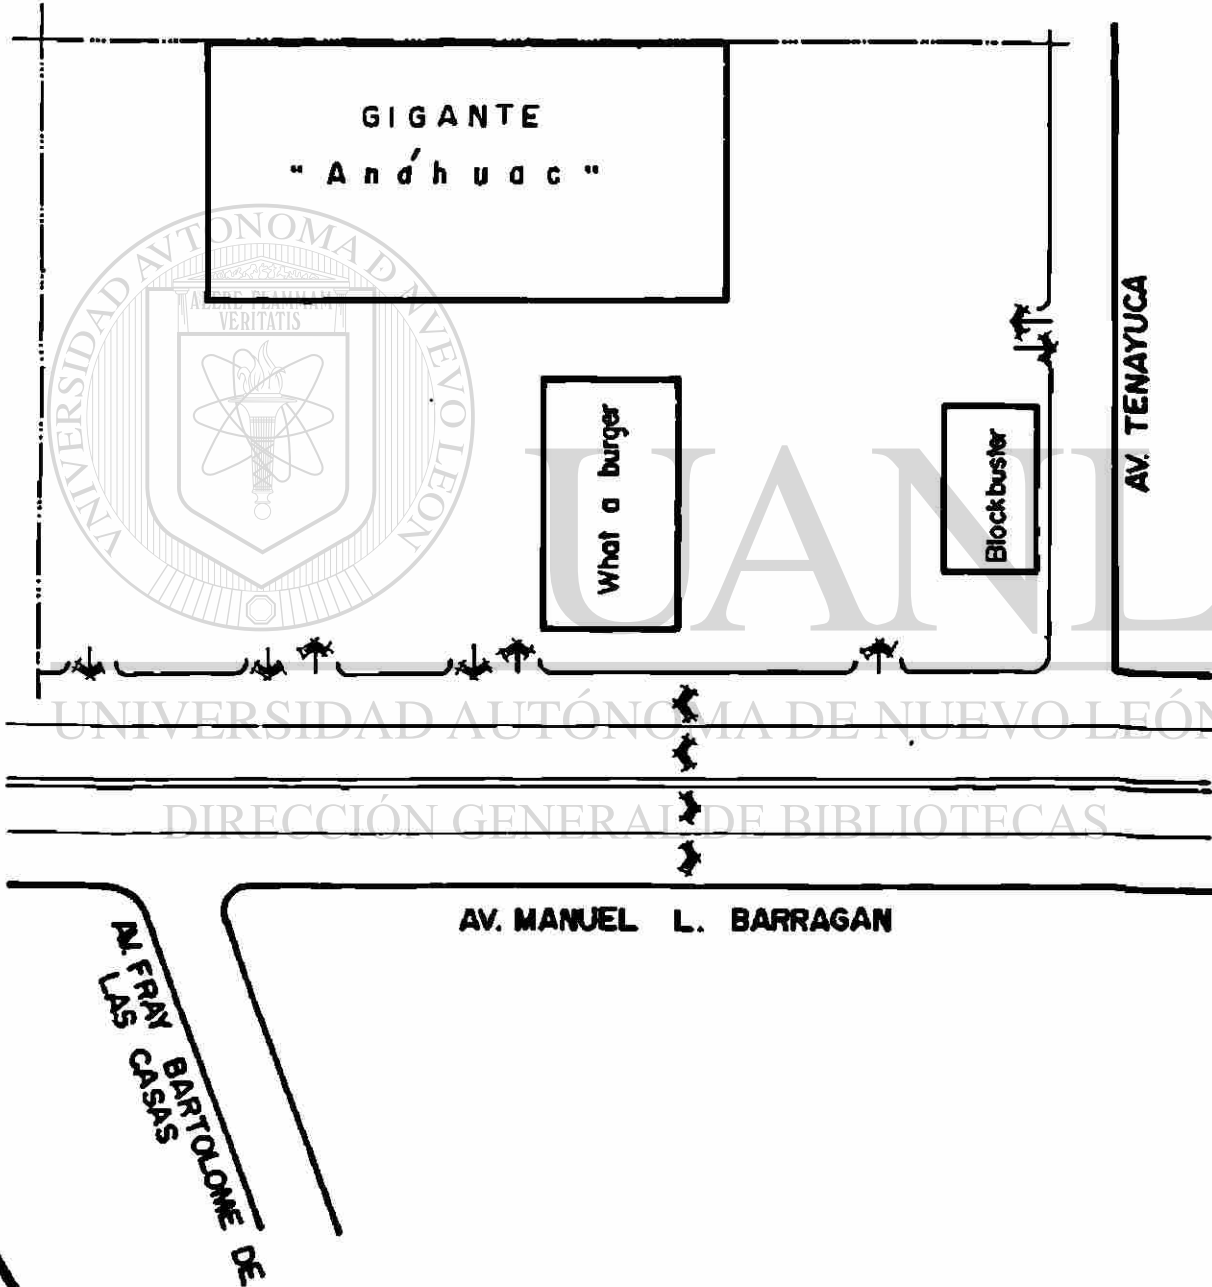 GIGANTE
"Anáhuac"
UNIVERSIDAD AUTONOMA DE NUEVO LEON
ALERE FLAMMAM
VERITATIS
What a burger
Blockbuster
AV. TENAYUCA
UANL
UNIVERSIDAD AUTÓNOMA DE NUEVO LEÓN
DIRECCIÓN GENERAL DE BIBLIOTECAS
AV. MANUEL L. BARRAGAN
AV. FRAY BARTOLOME DE
LAS CASAS